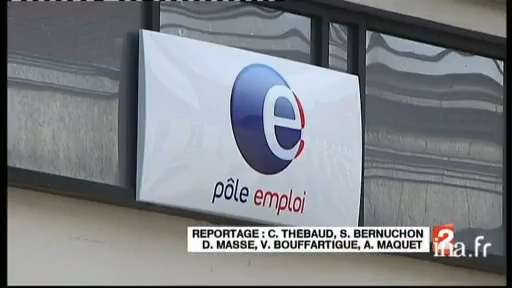 e
pôle emploi
REPORTAGE : C. THEBAUD, S. BERNUCHON
D. MASSE, V. BOUFFARTIGUE, A. MAQUET
2
ina.fr